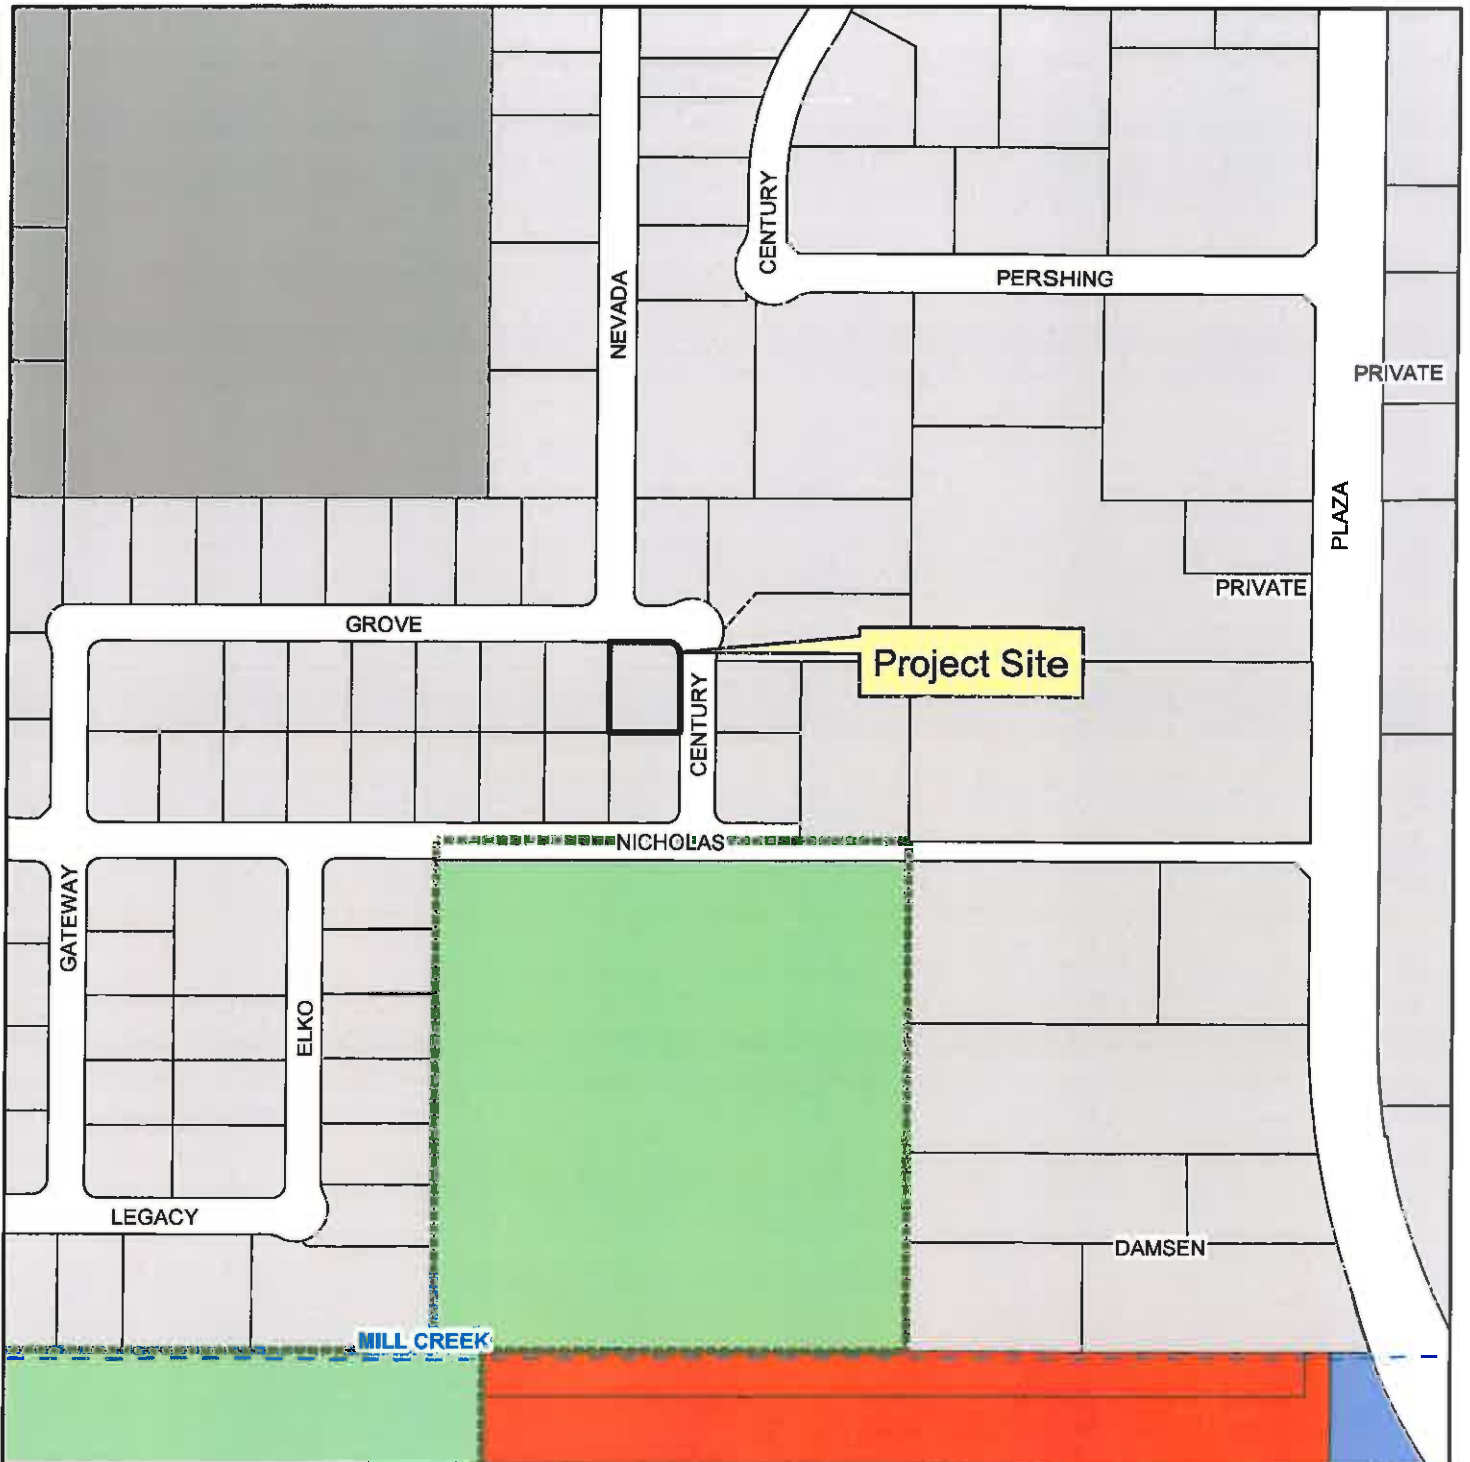 CENTURY
NEVADA
PERSHING
PRIVATE
PLAZA
PRIVATE
GROVE
Project Site
CENTURY
NICHOLAS
GATEWAY
ELKO
LEGACY
DAMSEN
MILL CREEK